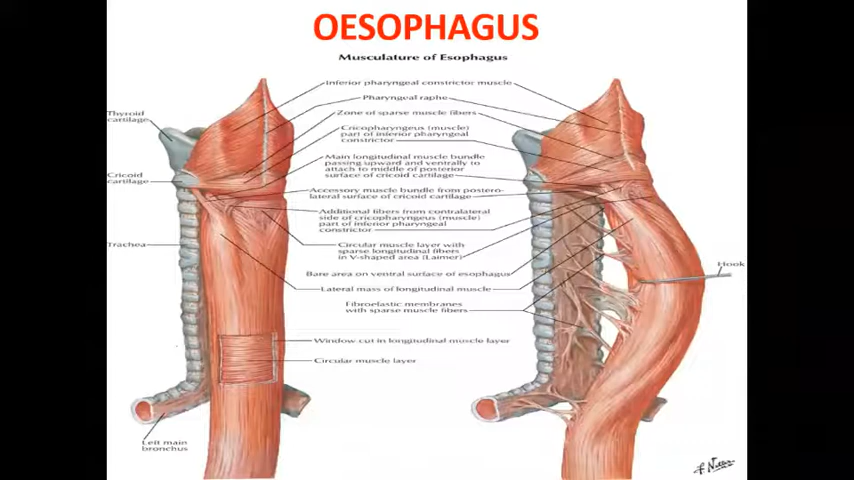 OESOPHAGUS
Musculature of Esophagus
Inferior pharyngeal constrictor muscle
Pharyngeal raphe
Thyroid
cartilage
Zone of sparse muscle fibers
Cricopharyngeus (muscle)
part of inferior pharyngeal
constrictor
Main longitudinal muscle bundle
passing upward and ventrally to
attach to middle of posterior
surface of cricoid cartilage
Cricoid
cartilage
Accessory muscle bundle from postero-
lateral surface of cricoid cartilage
Additional fibers from contralateral
side of cricopharyngeus (muscle)
part of inferior pharyngeal
constrictor
Trachea
Circular muscle layer with
sparse longitudinal fibers
in V-shaped area (Laimer)
Hook
Bare area on ventral surface of esophagus
Lateral mass of longitudinal muscle
Fibroelastic membranes
with sparse muscle fibers
Window cut in longitudinal muscle layer
Circular muscle layer
Left main
bronchus